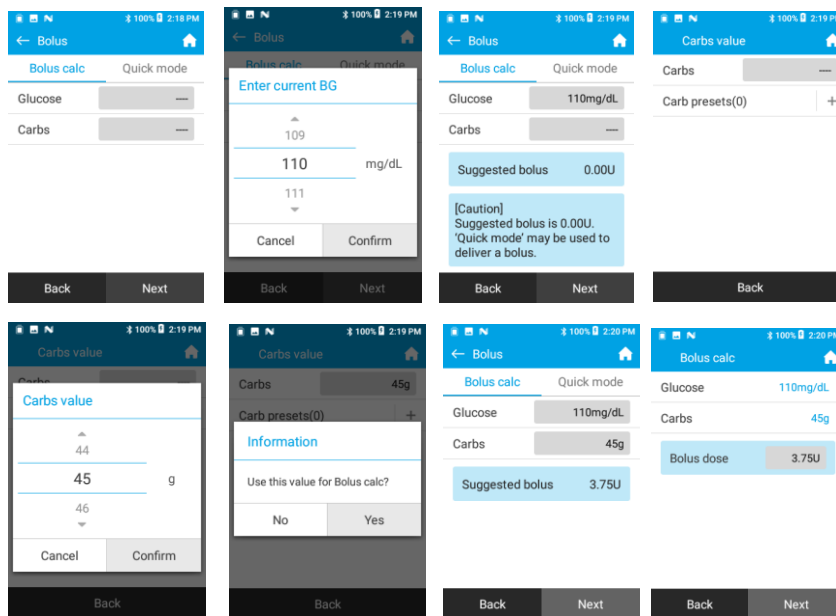 100% 2:18 PM
← Bolus
Bolus calc Quick mode
Glucose —
Carbs —
Back Next
100% 2:19 PM
← Bolus
Bolus calc Quick mode
Enter current BG
109
110 mg/dL
111
Cancel Confirm
Back Next
100% 2:19 PM
← Bolus
Bolus calc Quick mode
Glucose 110mg/dL
Carbs —
Suggested bolus 0.00U
[Caution]
Suggested bolus is 0.00U.
'Quick mode' may be used to
deliver a bolus.
Back Next
100% 2:19 PM
Carbs value
Carbs —
Carb presets(0) +
Back
100% 2:19 PM
Carbs value
Carbs
Carbs value
44
45 g
46
Cancel Confirm
Back
100% 2:19 PM
Carbs value
Carbs 45g
Carb presets(0) +
Information
Use this value for Bolus calc?
No Yes
Back
100% 2:20 PM
← Bolus
Bolus calc Quick mode
Glucose 110mg/dL
Carbs 45g
Suggested bolus 3.75U
Back Next
100% 2:20 PM
Bolus calc
Glucose 110mg/dL
Carbs 45g
Bolus dose 3.75U
Back Next